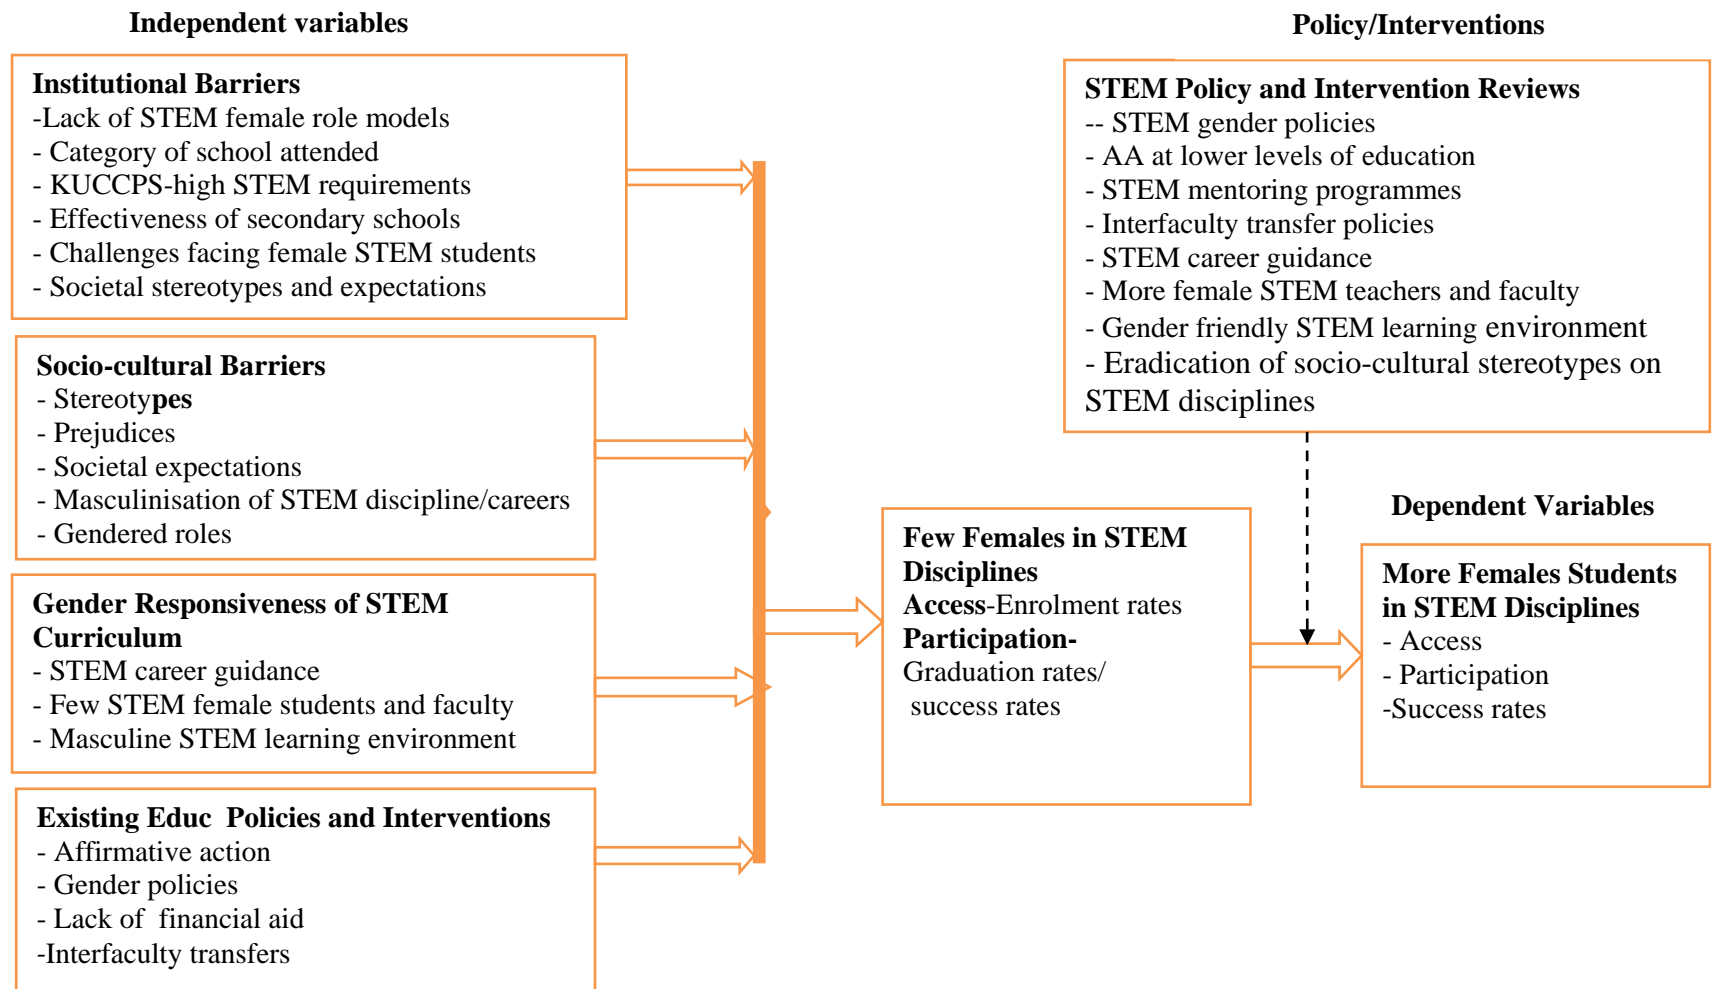 Independent variables
Institutional Barriers
-Lack of STEM female role models
- Category of school attended
- KUCCPS-high STEM requirements
- Effectiveness of secondary schools
- Challenges facing female STEM students
- Societal stereotypes and expectations
Socio-cultural Barriers
- Stereotypes
- Prejudices
- Societal expectations
- Masculinisation of STEM discipline/careers
- Gendered roles
Gender Responsiveness of STEM
Curriculum
- STEM career guidance
- Few STEM female students and faculty
- Masculine STEM learning environment
Existing Educ  Policies and Interventions
- Affirmative action
- Gender policies
- Lack of  financial aid
-Interfaculty transfers
Few Females in STEM
Disciplines
Access-Enrolment rates
Participation-
Graduation rates/
success rates
Policy/Interventions
STEM Policy and Intervention Reviews
-- STEM gender policies
- AA at lower levels of education
- STEM mentoring programmes
- Interfaculty transfer policies
- STEM career guidance
- More female STEM teachers and faculty
- Gender friendly STEM learning environment
- Eradication of socio-cultural stereotypes on
STEM disciplines
Dependent Variables
More Females Students
in STEM Disciplines
- Access
- Participation
-Success rates